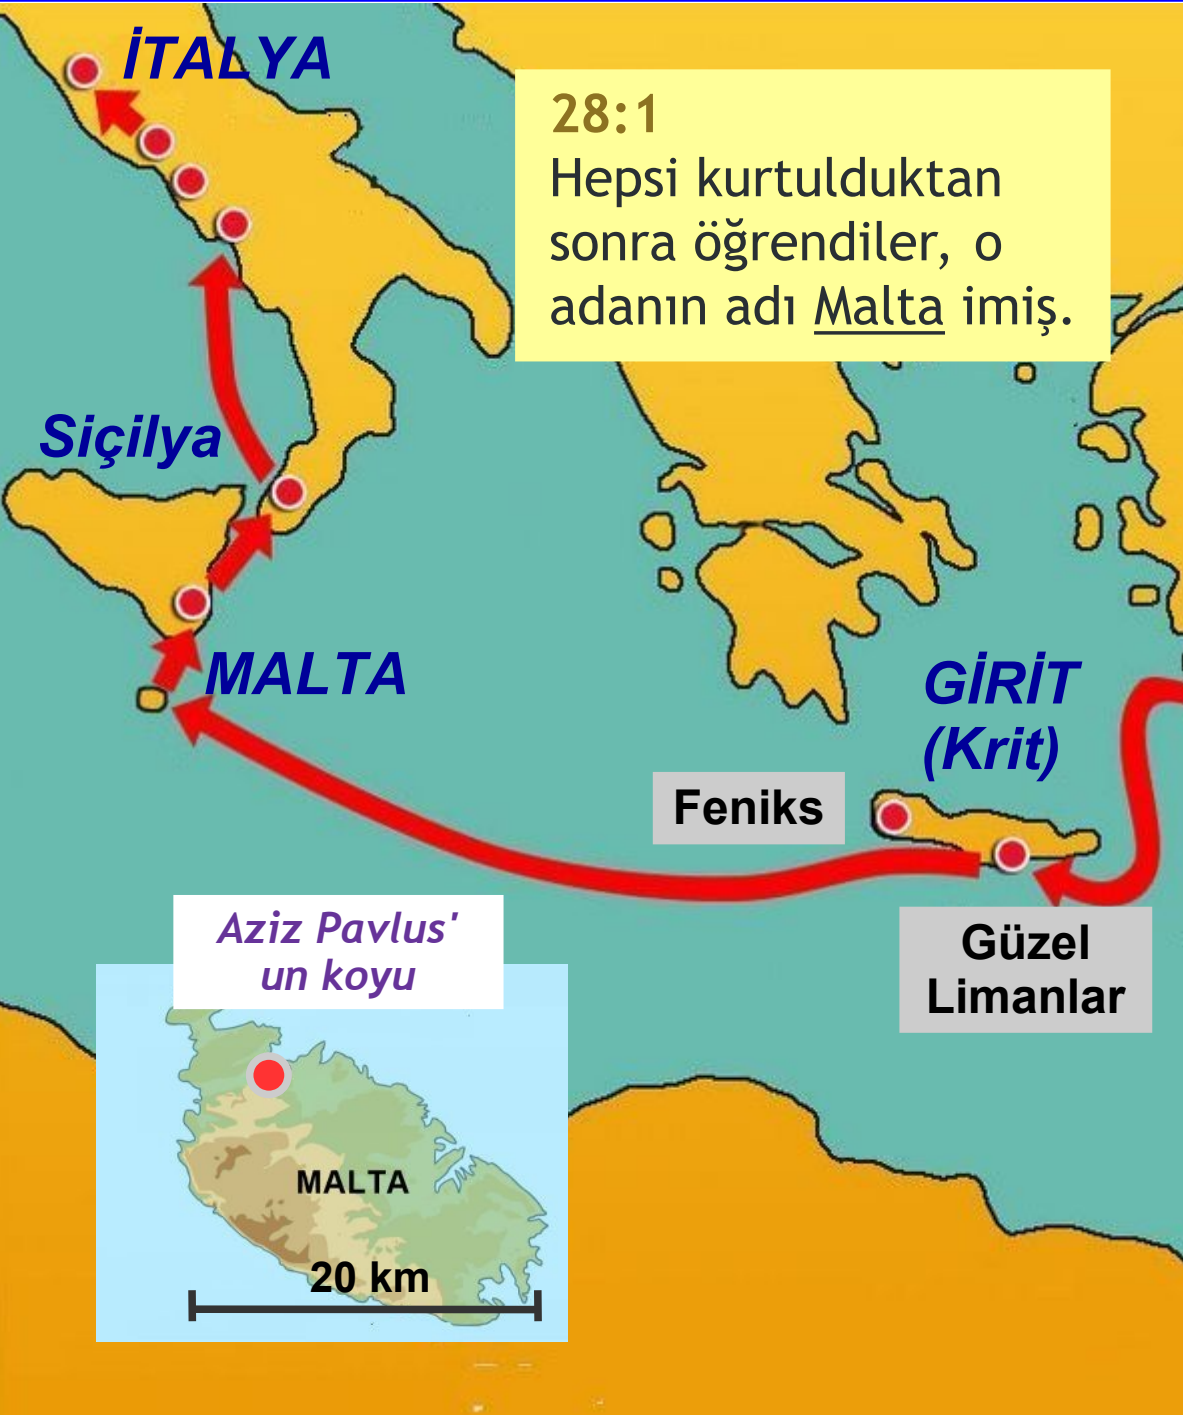 İTALYA
28:1
Hepsi kurtulduktan
sonra öğrendiler, o
adanın adı Malta imiş.
Siçilya
MALTA
GİRİT
(Krit)
Feniks
Güzel
Limanlar
Aziz Pavlus'
un koyu
MALTA
20 km